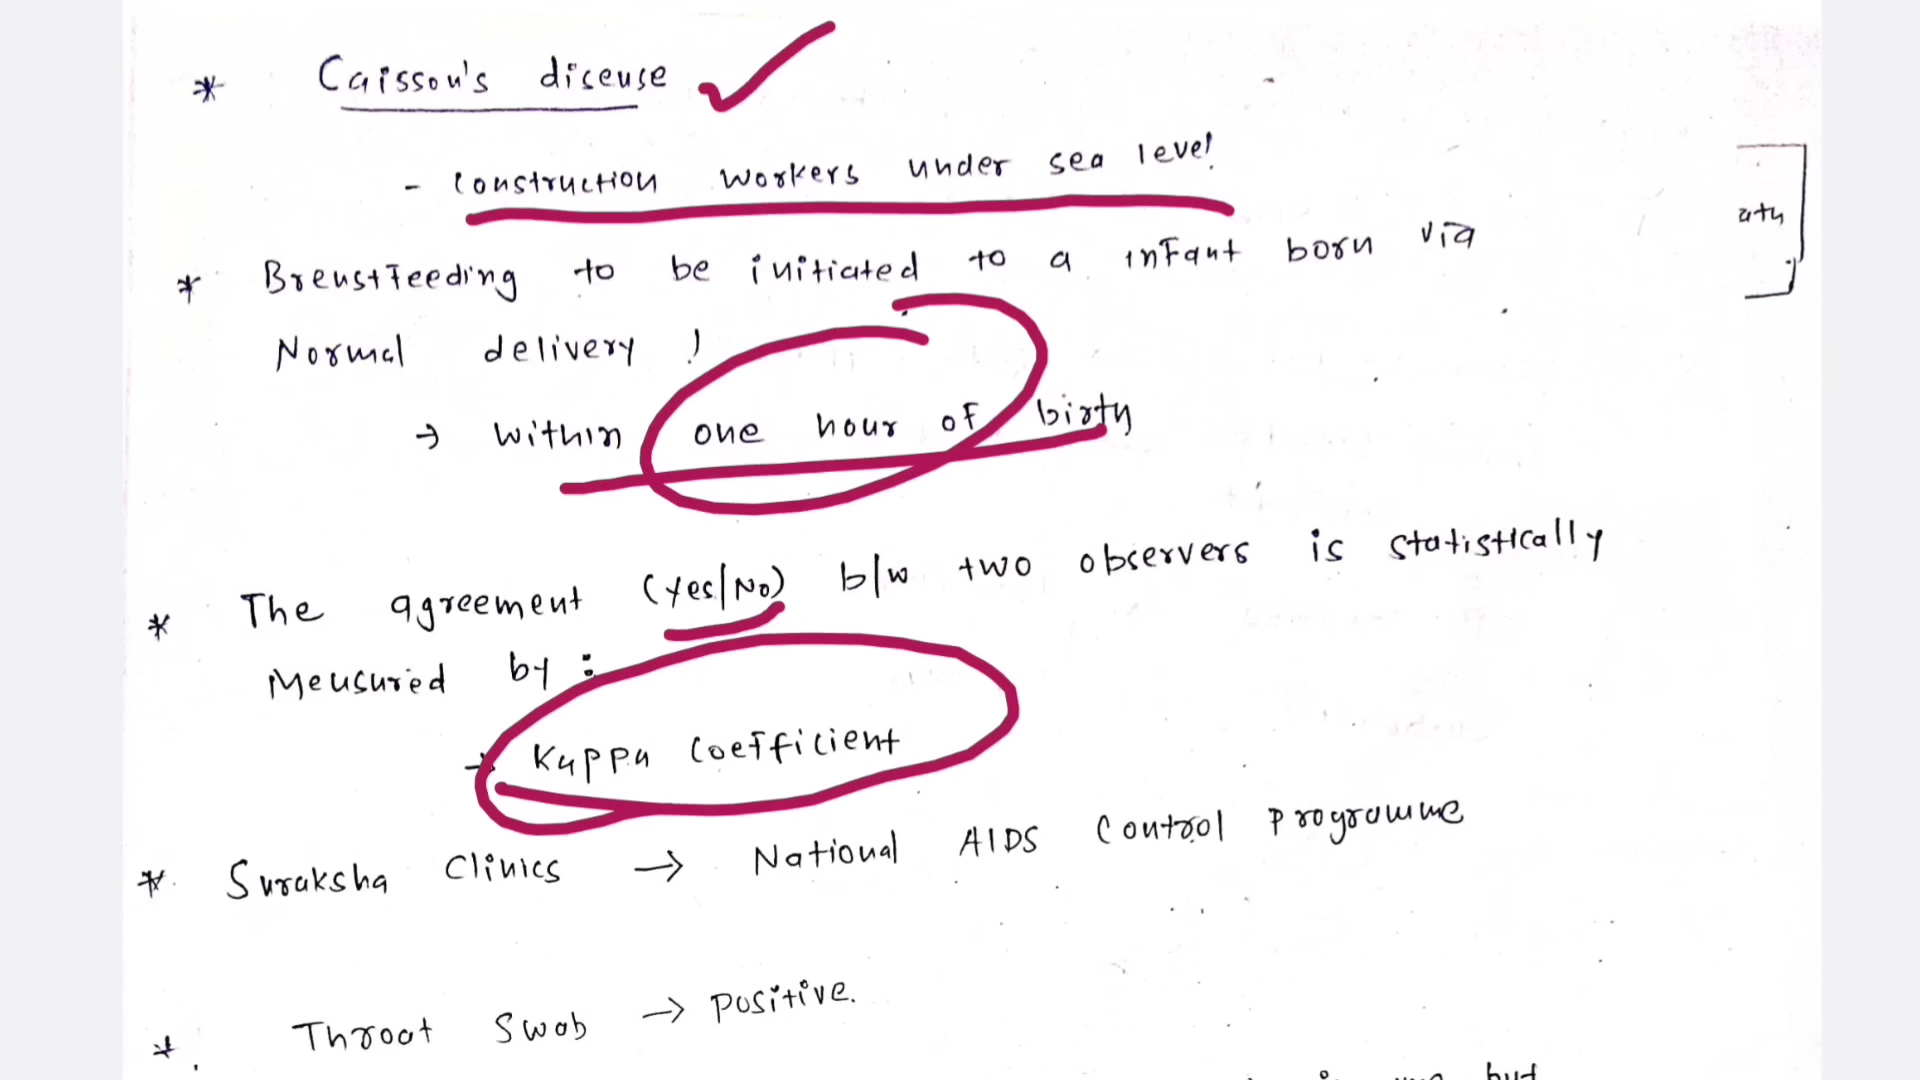 * Caisson's disease
- Construction workers under sea level
* Breastfeeding to be initiated to a infant born via
Normal delivery !
→ Within one hour of birth
* The agreement (Yes/No) b/w two observers is statistically
Measured by :
→ Kappa Coefficient
* Suraksha Clinics → National AIDS Control Programme
* Throat Swab → positive.
but